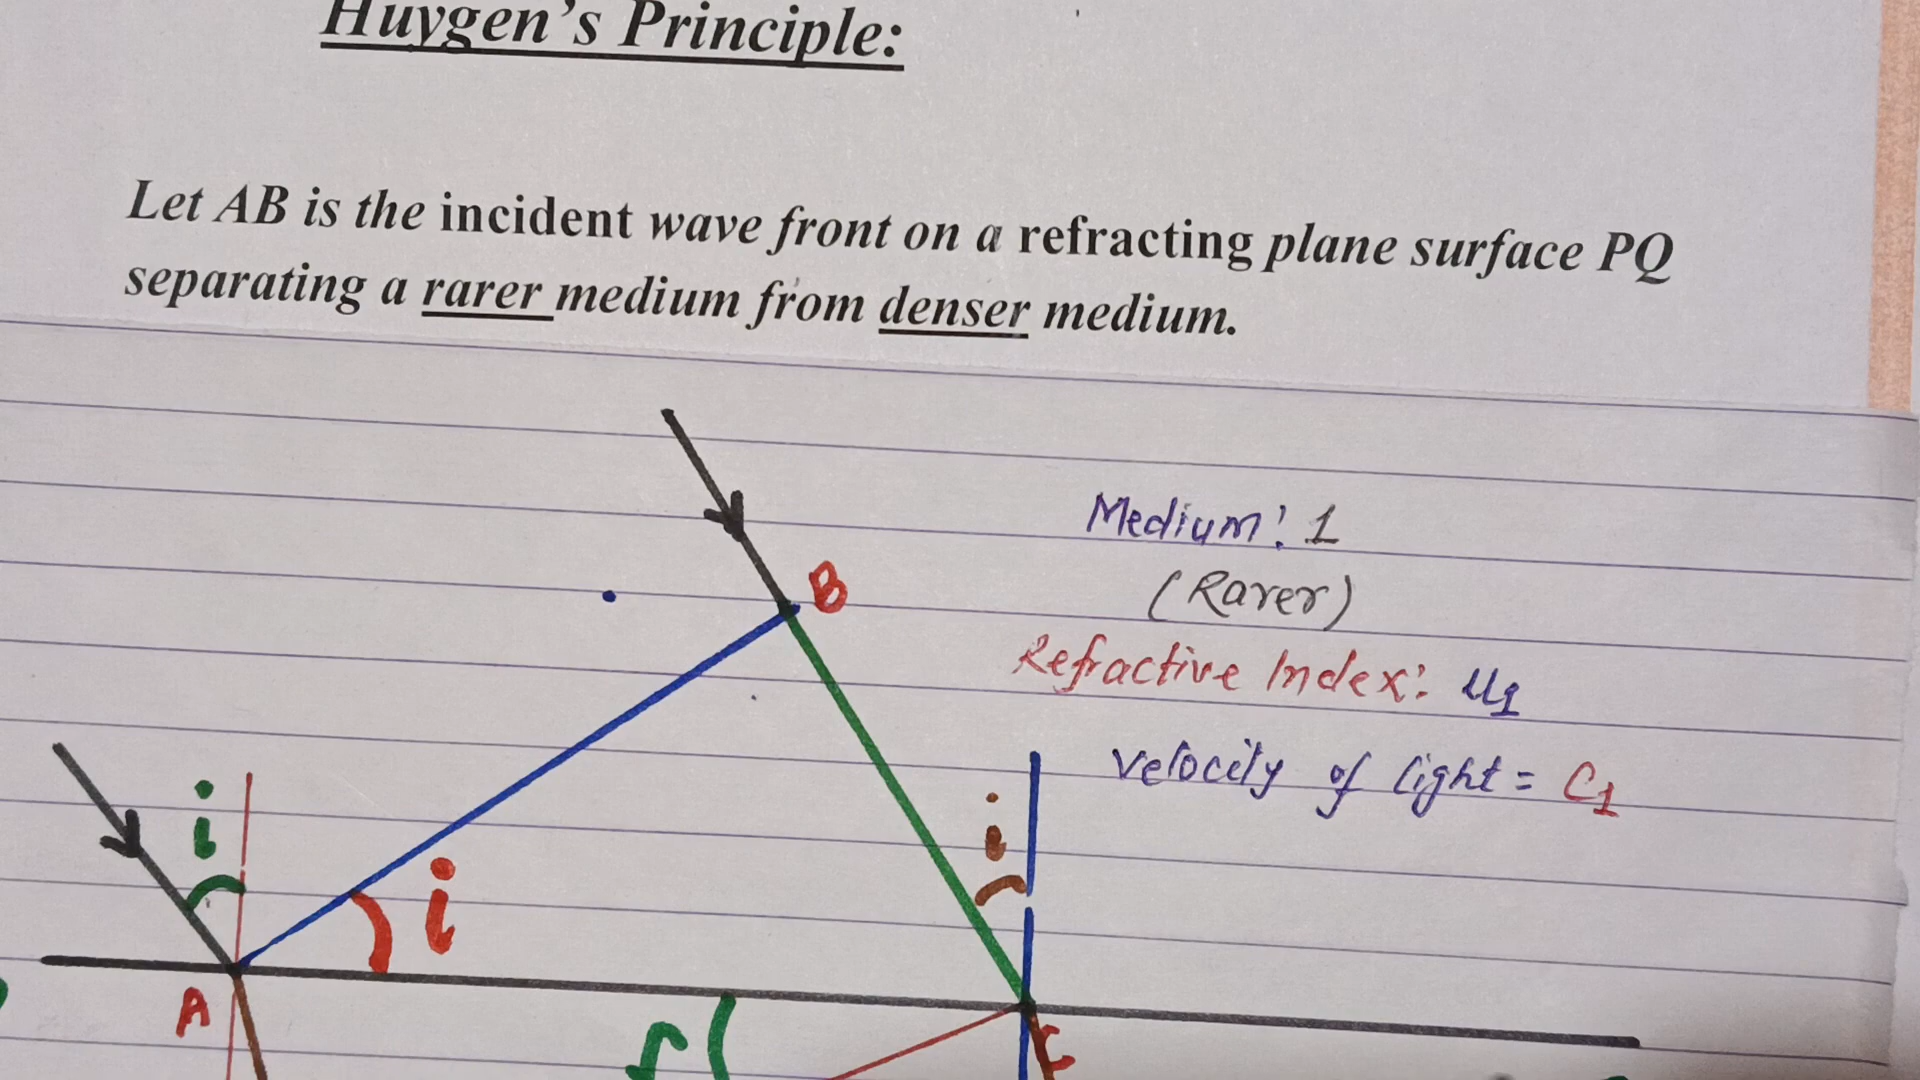 Huygen's Principle:
Let AB is the incident wave front on a refracting plane surface PQ
separating a rarer medium from denser medium.
Medium: 1
(Rarer)
B
Refractive Index: μ1
Velocity of light = C1
i
i
i
i
A
r
C